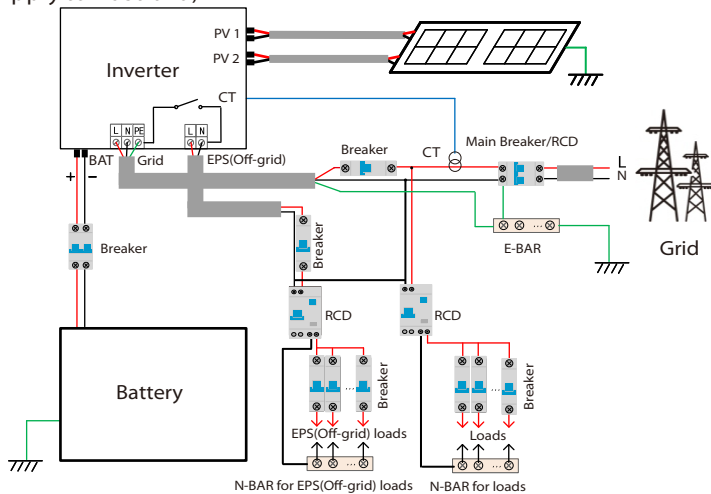 PV 1
PV 2
Inverter
CT
L N PE
L N
BAT
Grid
EPS(Off-grid)
+
−
Breaker
CT
Main Breaker/RCD
L
N
Grid
E-BAR
Breaker
Breaker
RCD
RCD
Battery
...
Breaker
...
Breaker
EPS(Off-grid) loads
Loads
...
...
...
N-BAR for EPS(Off-grid) loads
N-BAR for loads